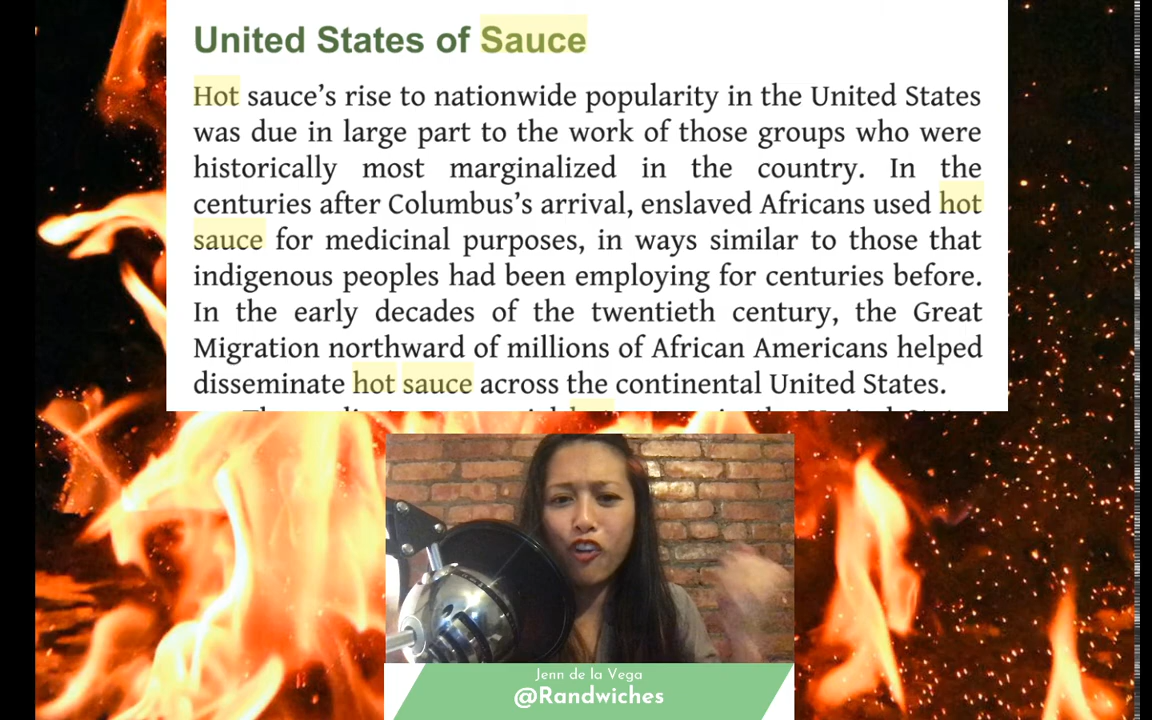 United States of Sauce
Hot sauce’s rise to nationwide popularity in the United States
was due in large part to the work of those groups who were
historically most marginalized in the country. In the
centuries after Columbus’s arrival, enslaved Africans used hot
sauce for medicinal purposes, in ways similar to those that
indigenous peoples had been employing for centuries before.
In the early decades of the twentieth century, the Great
Migration northward of millions of African Americans helped
disseminate hot sauce across the continental United States.
Jenn de la Vega
@Randwiches